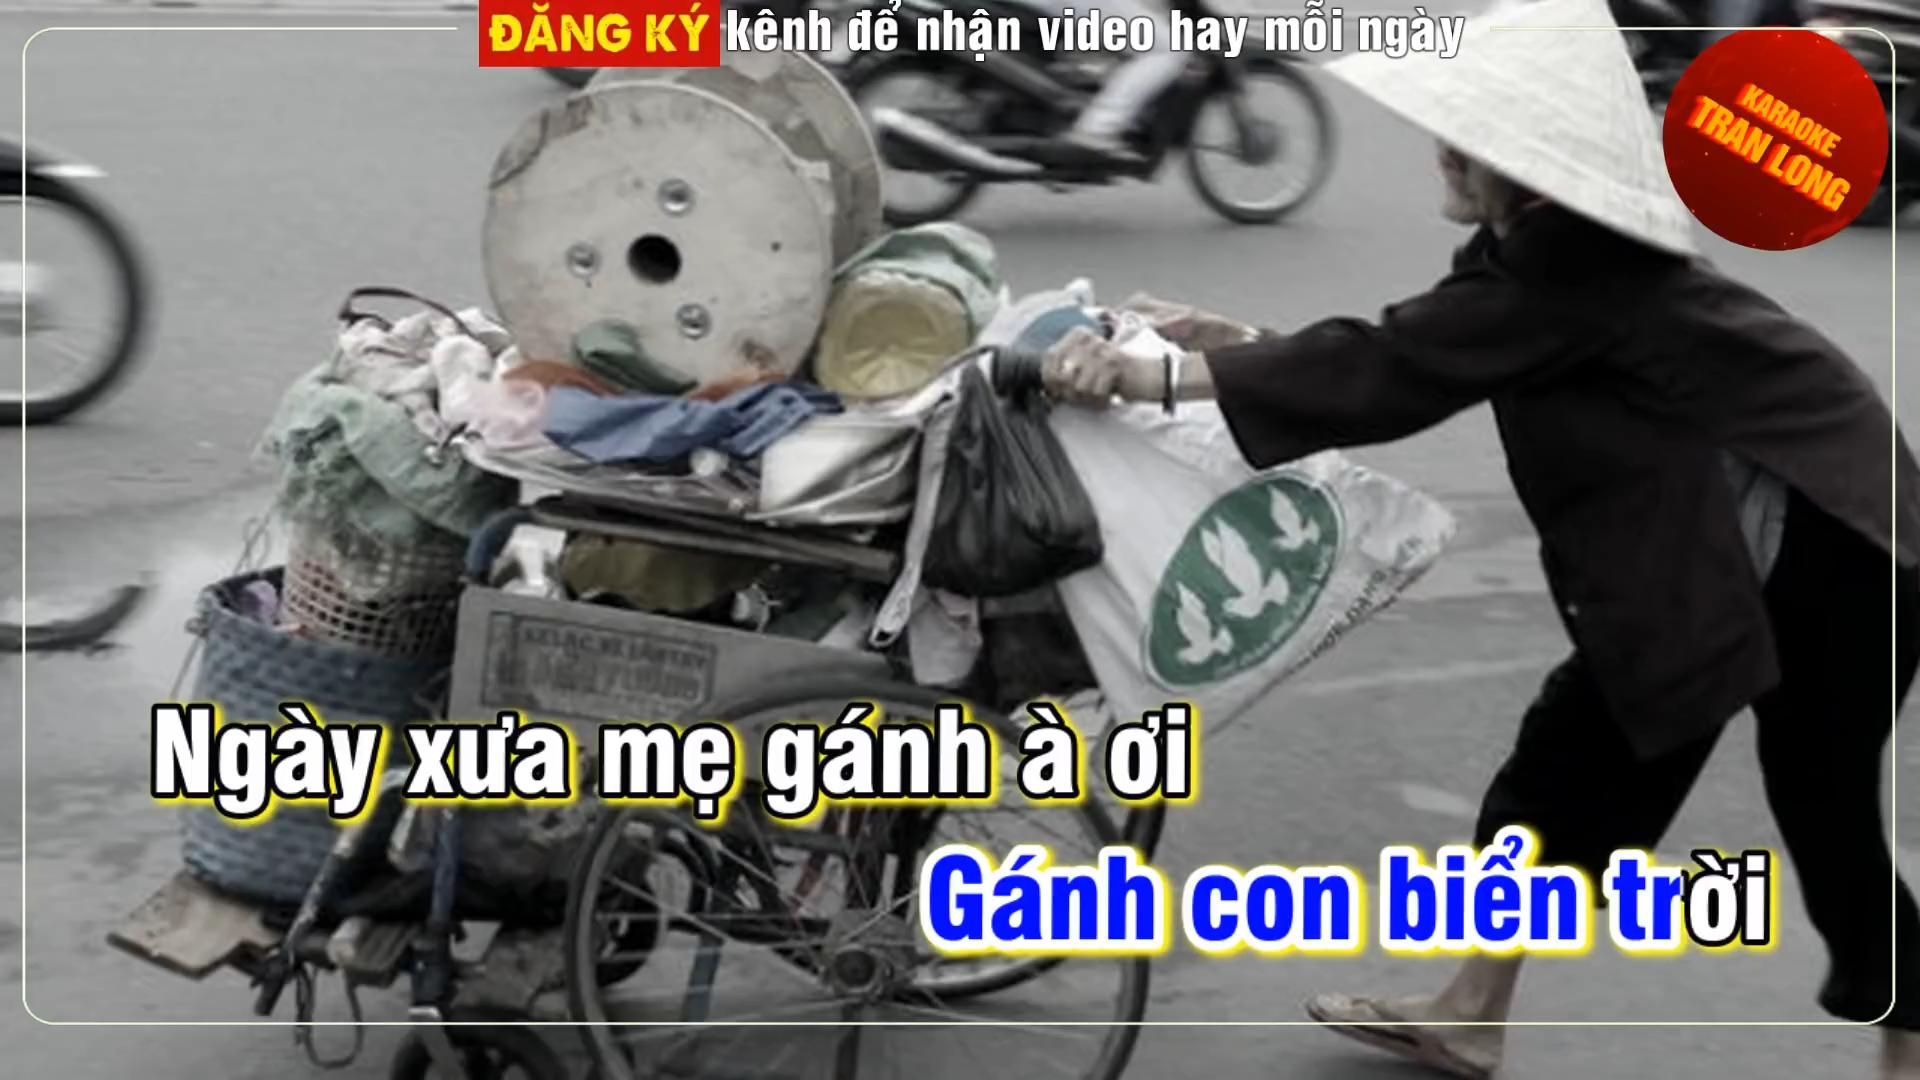 ĐĂNG KÝ kênh để nhận video hay mỗi ngày
KARAOKE
TRAN LONG
Ngày xưa mẹ gánh à ơi
Gánh con biển trời